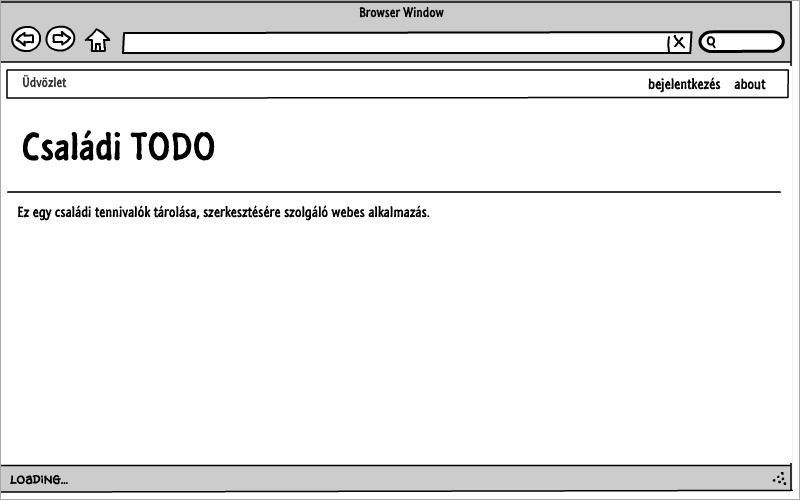 Browser Window
Üdvözlet
bejelentkezés about
Családi TODO
Ez egy családi tennivalók tárolása, szerkesztésére szolgáló webes alkalmazás.
LOADING...